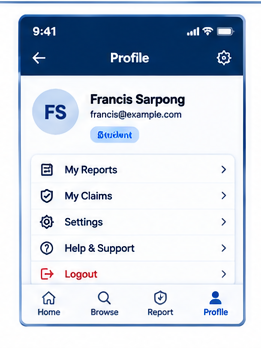 9:41
Profile
FS
Francis Sarpong
francis@example.com
Student
My Reports
My Claims
Settings
Help & Support
Logout
Home Browse Report Profile